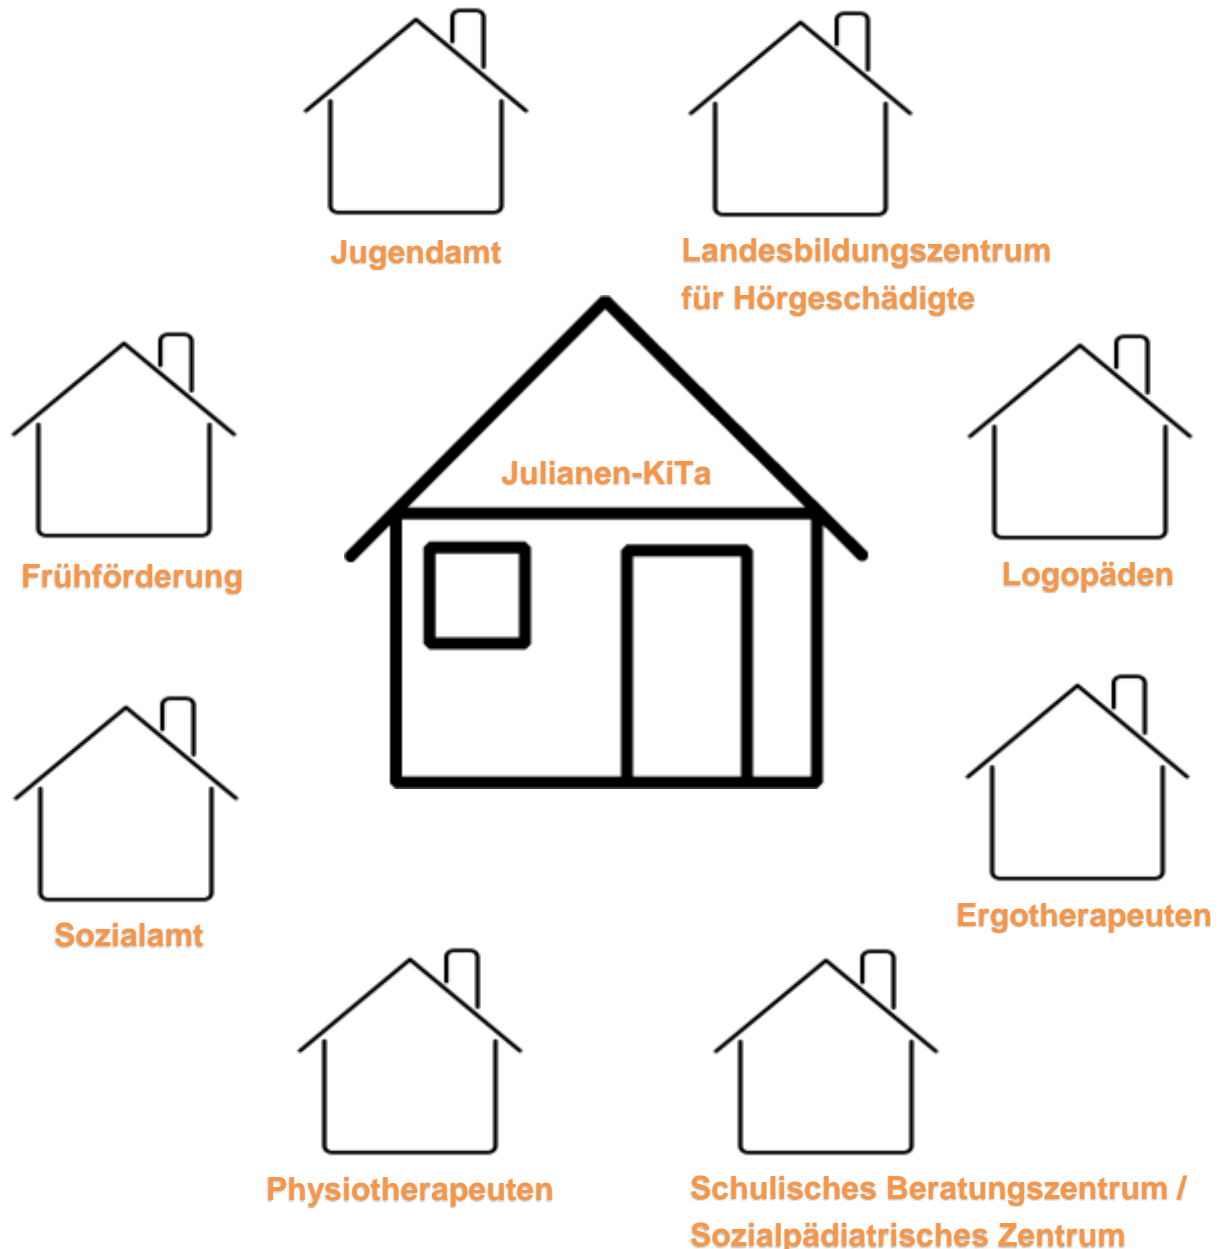 Jugendamt
Landesbildungszentrum
für Hörgeschädigte
Julianen-KiTa
Frühförderung
Logopäden
Sozialamt
Ergotherapeuten
Physiotherapeuten
Schulisches Beratungszentrum /
Sozialpädiatrisches Zentrum